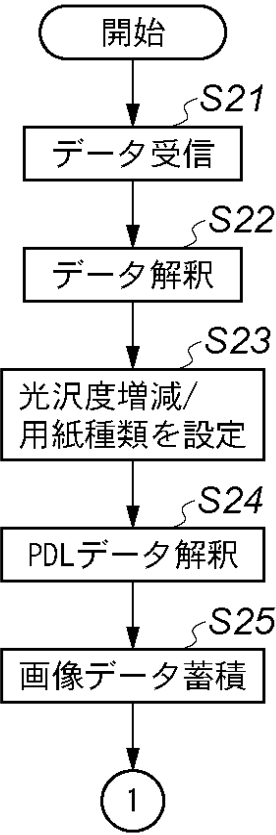 開始
S21
データ受信
S22
データ解釈
S23
光沢度増減/
用紙種類を設定
S24
PDLデータ解釈
S25
画像データ蓄積
1